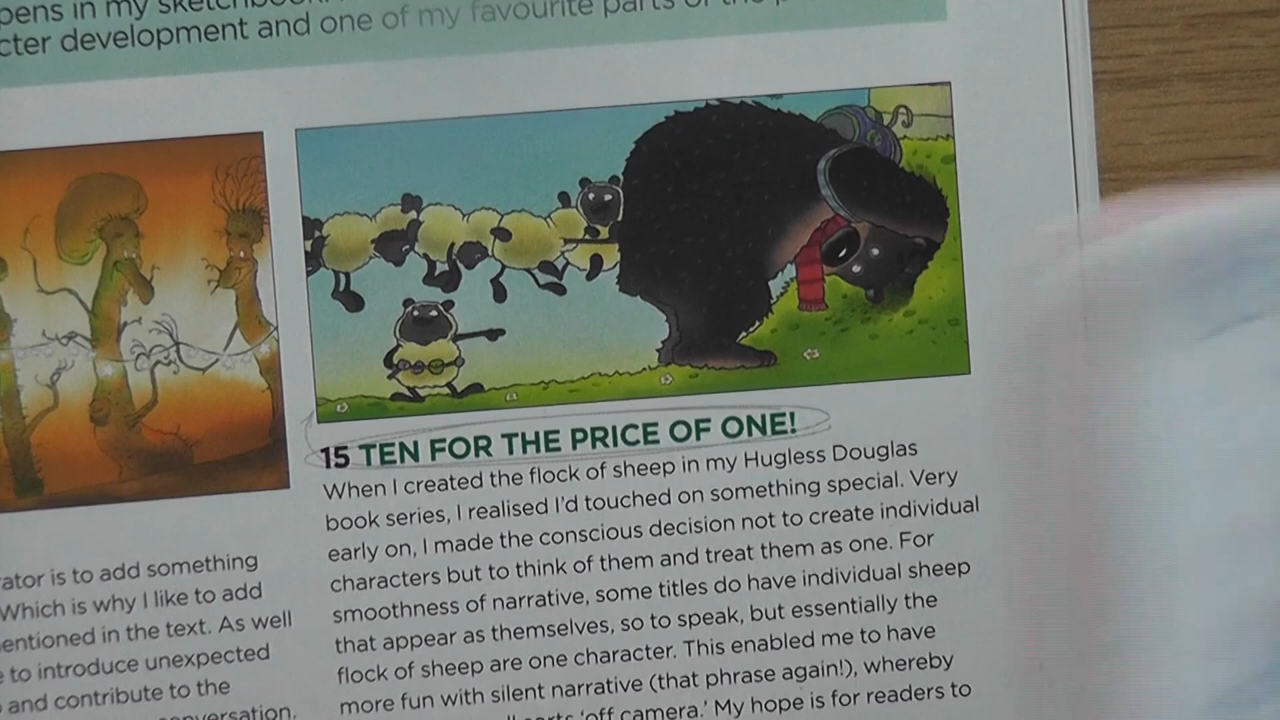 pens in my
cter development and one of my favourite parts of the
15 TEN FOR THE PRICE OF ONE!
When I created the flock of sheep in my Hugless Douglas
book series, I realised I'd touched on something special. Very
early on, I made the conscious decision not to create individual
characters but to think of them and treat them as one. For
smoothness of narrative, some titles do have individual sheep
that appear as themselves, so to speak, but essentially the
flock of sheep are one character. This enabled me to have
more fun with silent narrative (that phrase again!), whereby
'off camera.' My hope is for readers to
ator is to add something
Which is why I like to add
entioned in the text. As well
e to introduce unexpected
and contribute to the